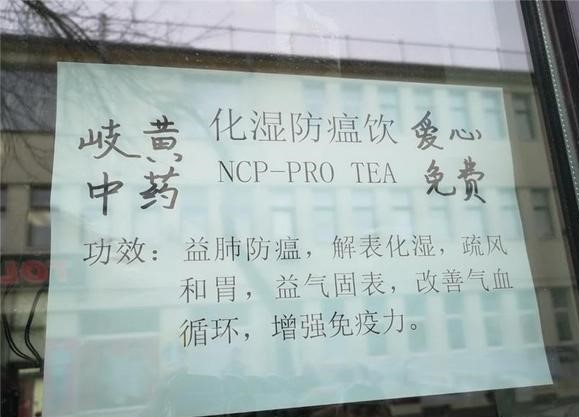 岐黄 化湿防瘟饮 爱心
中药 NCP-PRO TEA 免费
功效：益肺防瘟，解表化湿，疏风
和胃，益气固表，改善气血
循环，增强免疫力。